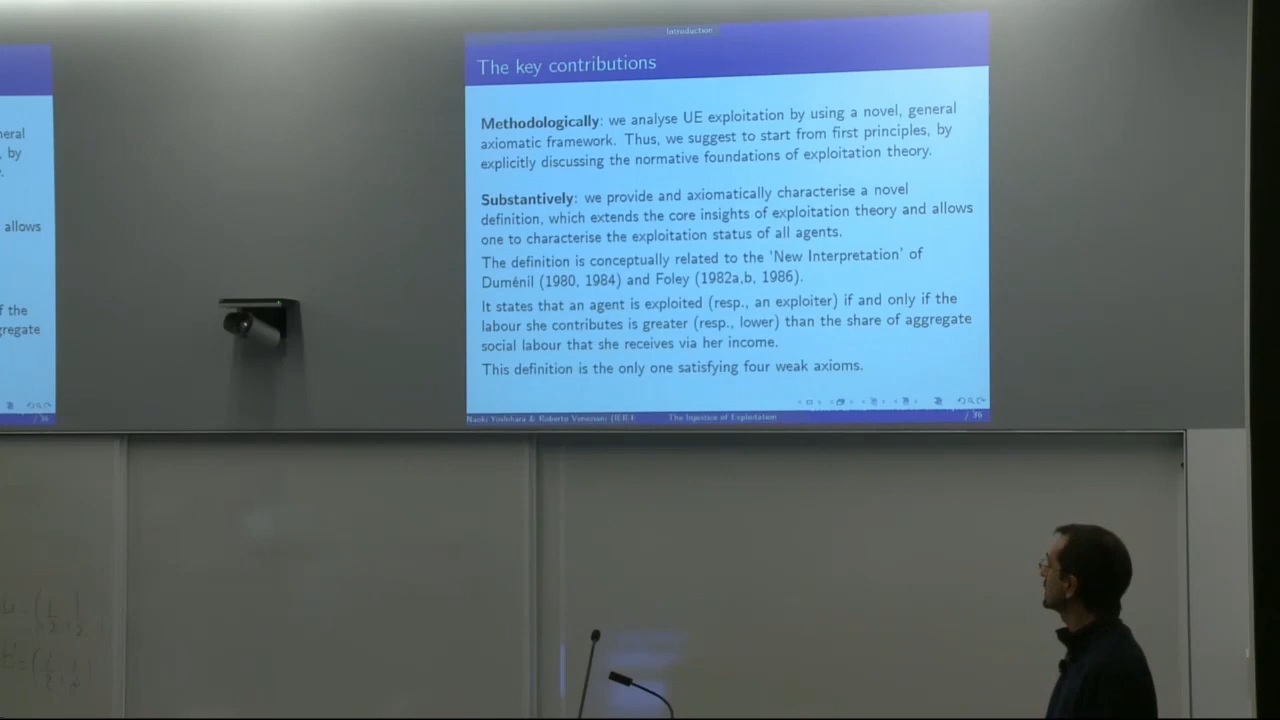 Introduction
The key contributions
Methodologically: we analyse UE exploitation by using a novel, general
axiomatic framework. Thus, we suggest to start from first principles, by
explicitly discussing the normative foundations of exploitation theory.
Substantively: we provide and axiomatically characterise a novel
definition, which extends the core insights of exploitation theory and allows
one to characterise the exploitation status of all agents.
The definition is conceptually related to the 'New Interpretation' of
Duménil (1980, 1984) and Foley (1982a,b, 1986).
It states that an agent is exploited (resp., an exploiter) if and only if the
labour she contributes is greater (resp., lower) than the share of aggregate
social labour that she receives via her income.
This definition is the only one satisfying four weak axioms.
Naoki Yoshihara & Roberto Veneziani
The Injustice of Exploitation
/ 36
neral
, by
allows
f the
gregate
/ 36